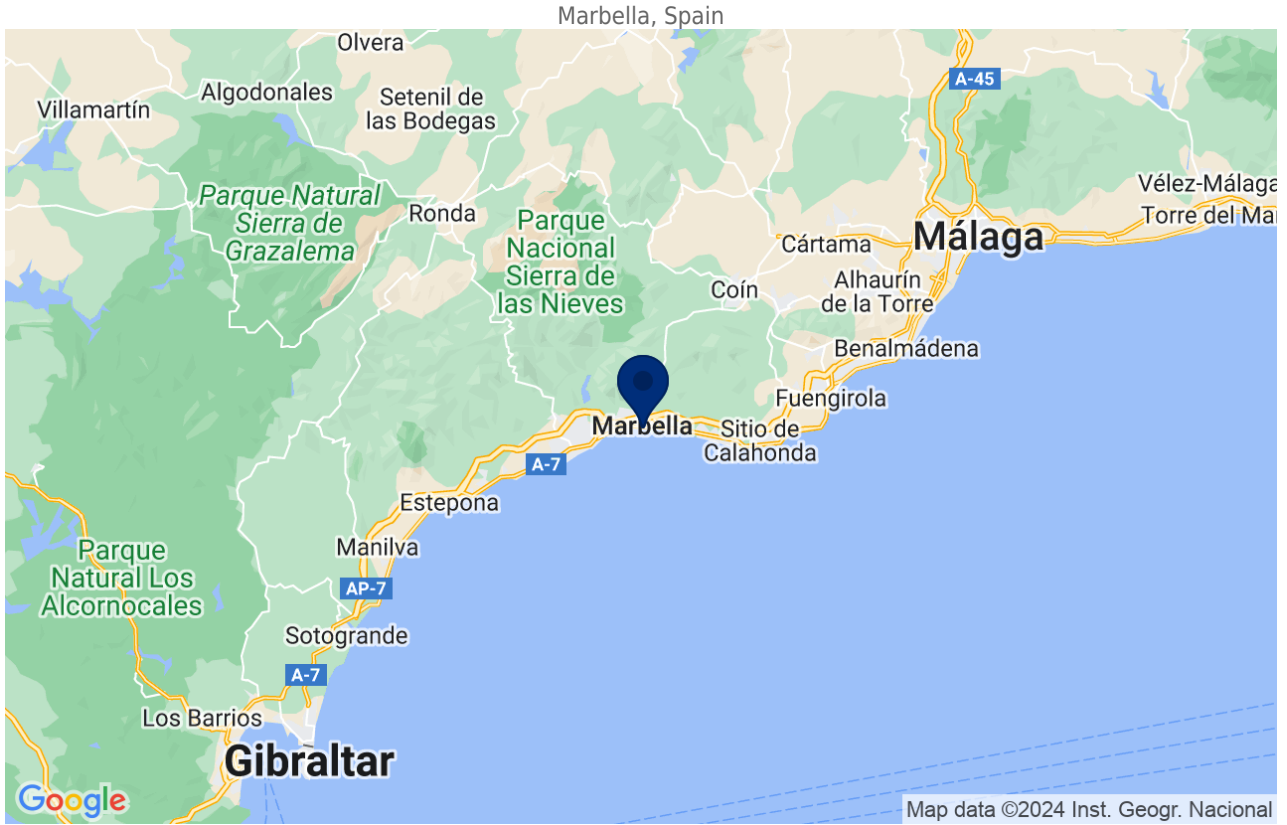 Marbella, Spain
Olvera
A-45
Algodonales
Setenil de
las Bodegas
Villamartín
Vélez-Málaga
Parque Natural
Sierra de
Grazalema
Ronda
Parque
Nacional
Sierra de
las Nieves
Torre del Mar
Cártama
Málaga
Alhaurín
de la Torre
Coín
Benalmádena
Fuengirola
Marbella
Sitio de
Calahonda
A-7
Estepona
Manilva
Parque
Natural Los
Alcornocales
AP-7
Sotogrande
A-7
Los Barrios
Gibraltar
Google
Map data ©2024 Inst. Geogr. Nacional